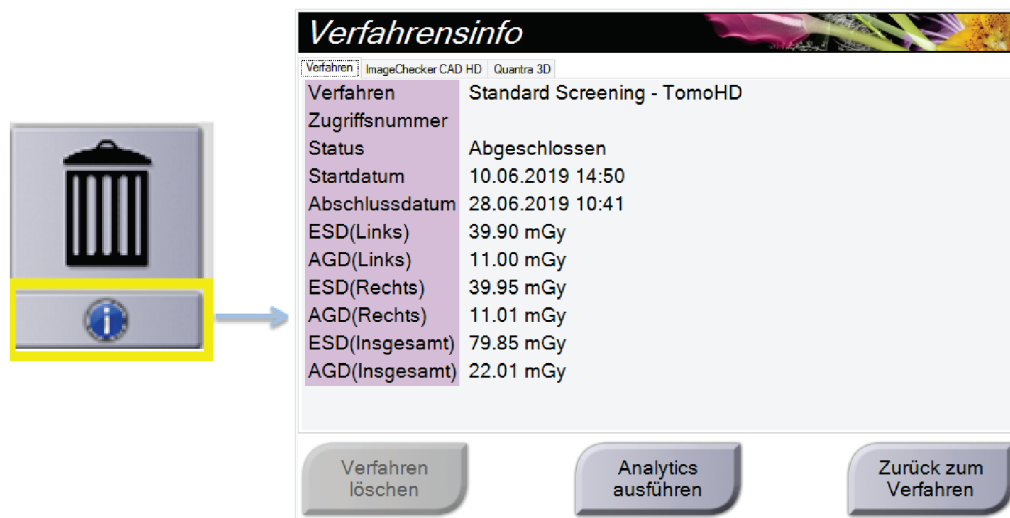 Verfahrensinfo
Verfahren ImageChecker CAD HD Quantra 3D
Verfahren Standard Screening - TomoHD
Zugriffsnummer
Status Abgeschlossen
Startdatum 10.06.2019 14:50
Abschlussdatum 28.06.2019 10:41
ESD(Links) 39.90 mGy
AGD(Links) 11.00 mGy
ESD(Rechts) 39.95 mGy
AGD(Rechts) 11.01 mGy
ESD(Insgesamt) 79.85 mGy
AGD(Insgesamt) 22.01 mGy
Verfahren
löschen
Analytics
ausführen
Zurück zum
Verfahren